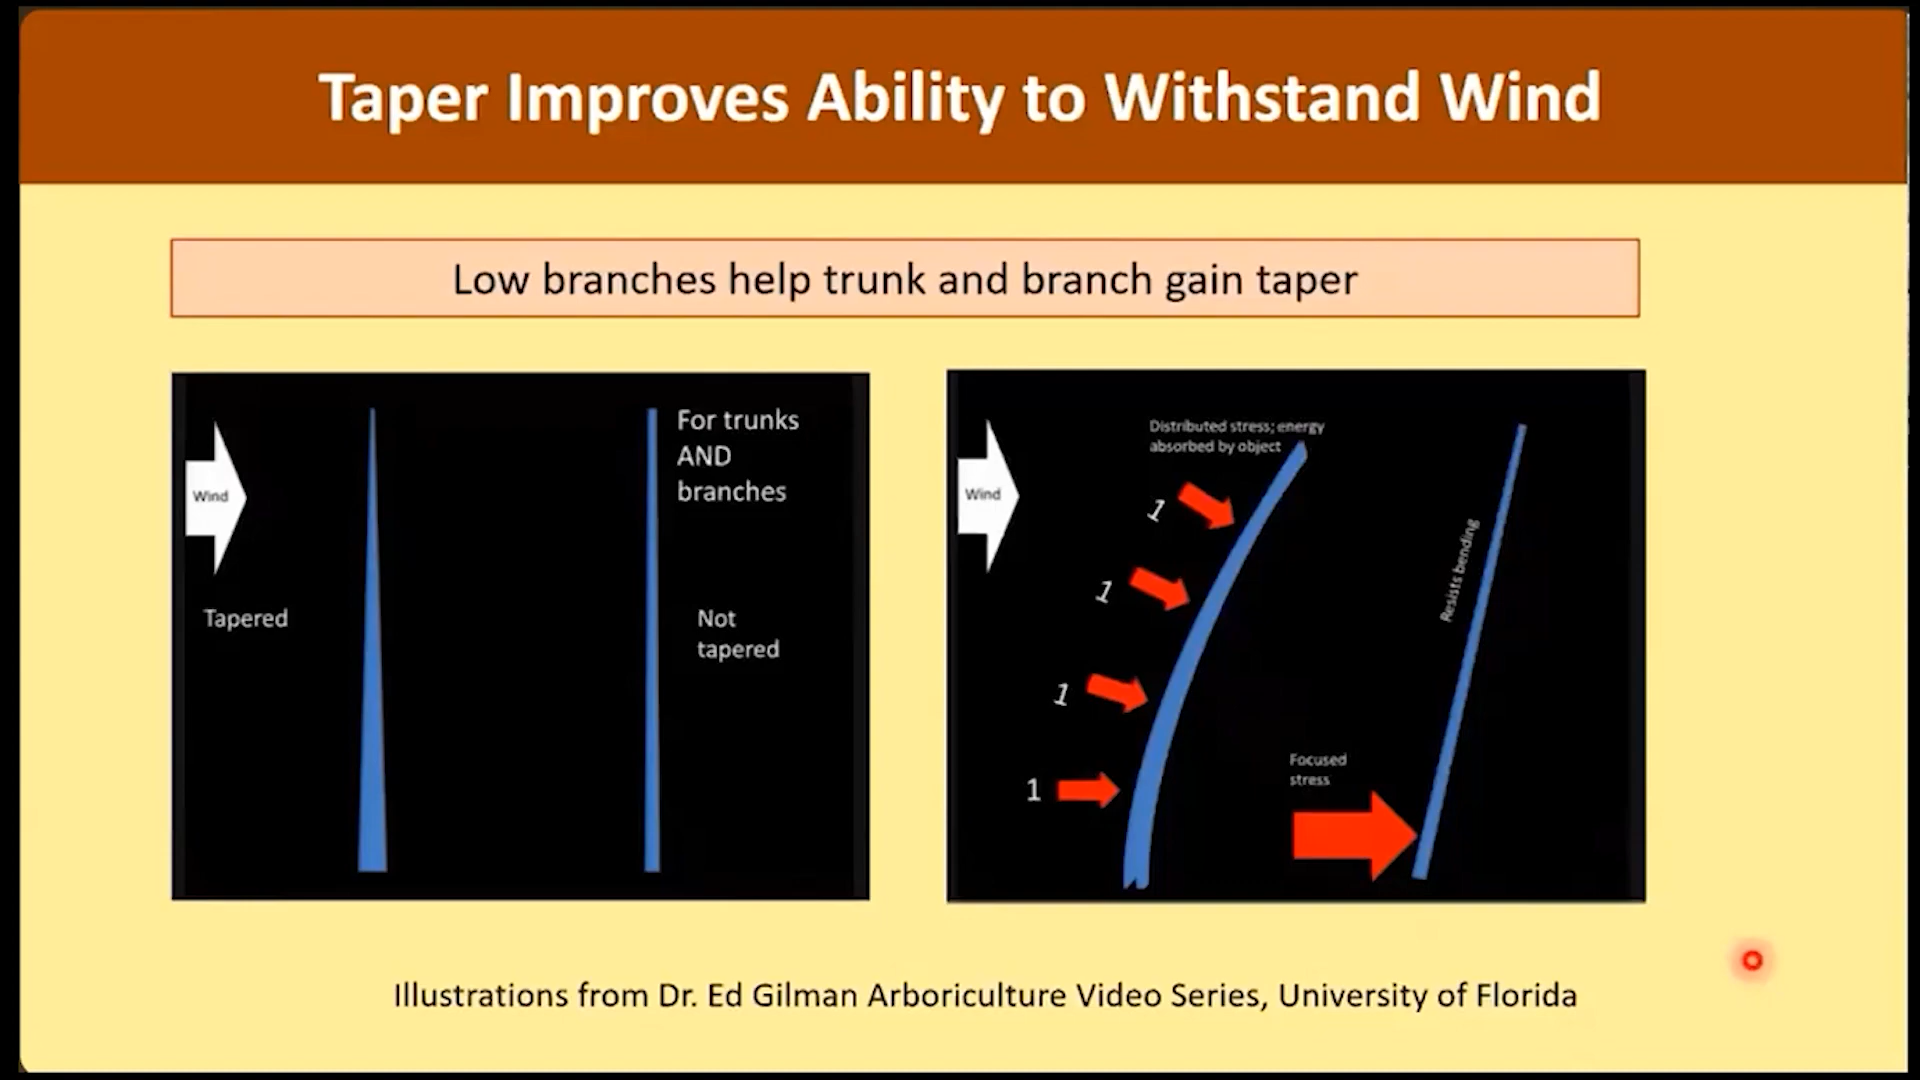 Taper Improves Ability to Withstand Wind
Low branches help trunk and branch gain taper
Wind
Tapered
For trunks
AND
branches
Not
tapered
Wind
Distributed stress; energy
absorbed by object
1
1
1
1
Resists bending
Focused
stress
Illustrations from Dr. Ed Gilman Arboriculture Video Series, University of Florida